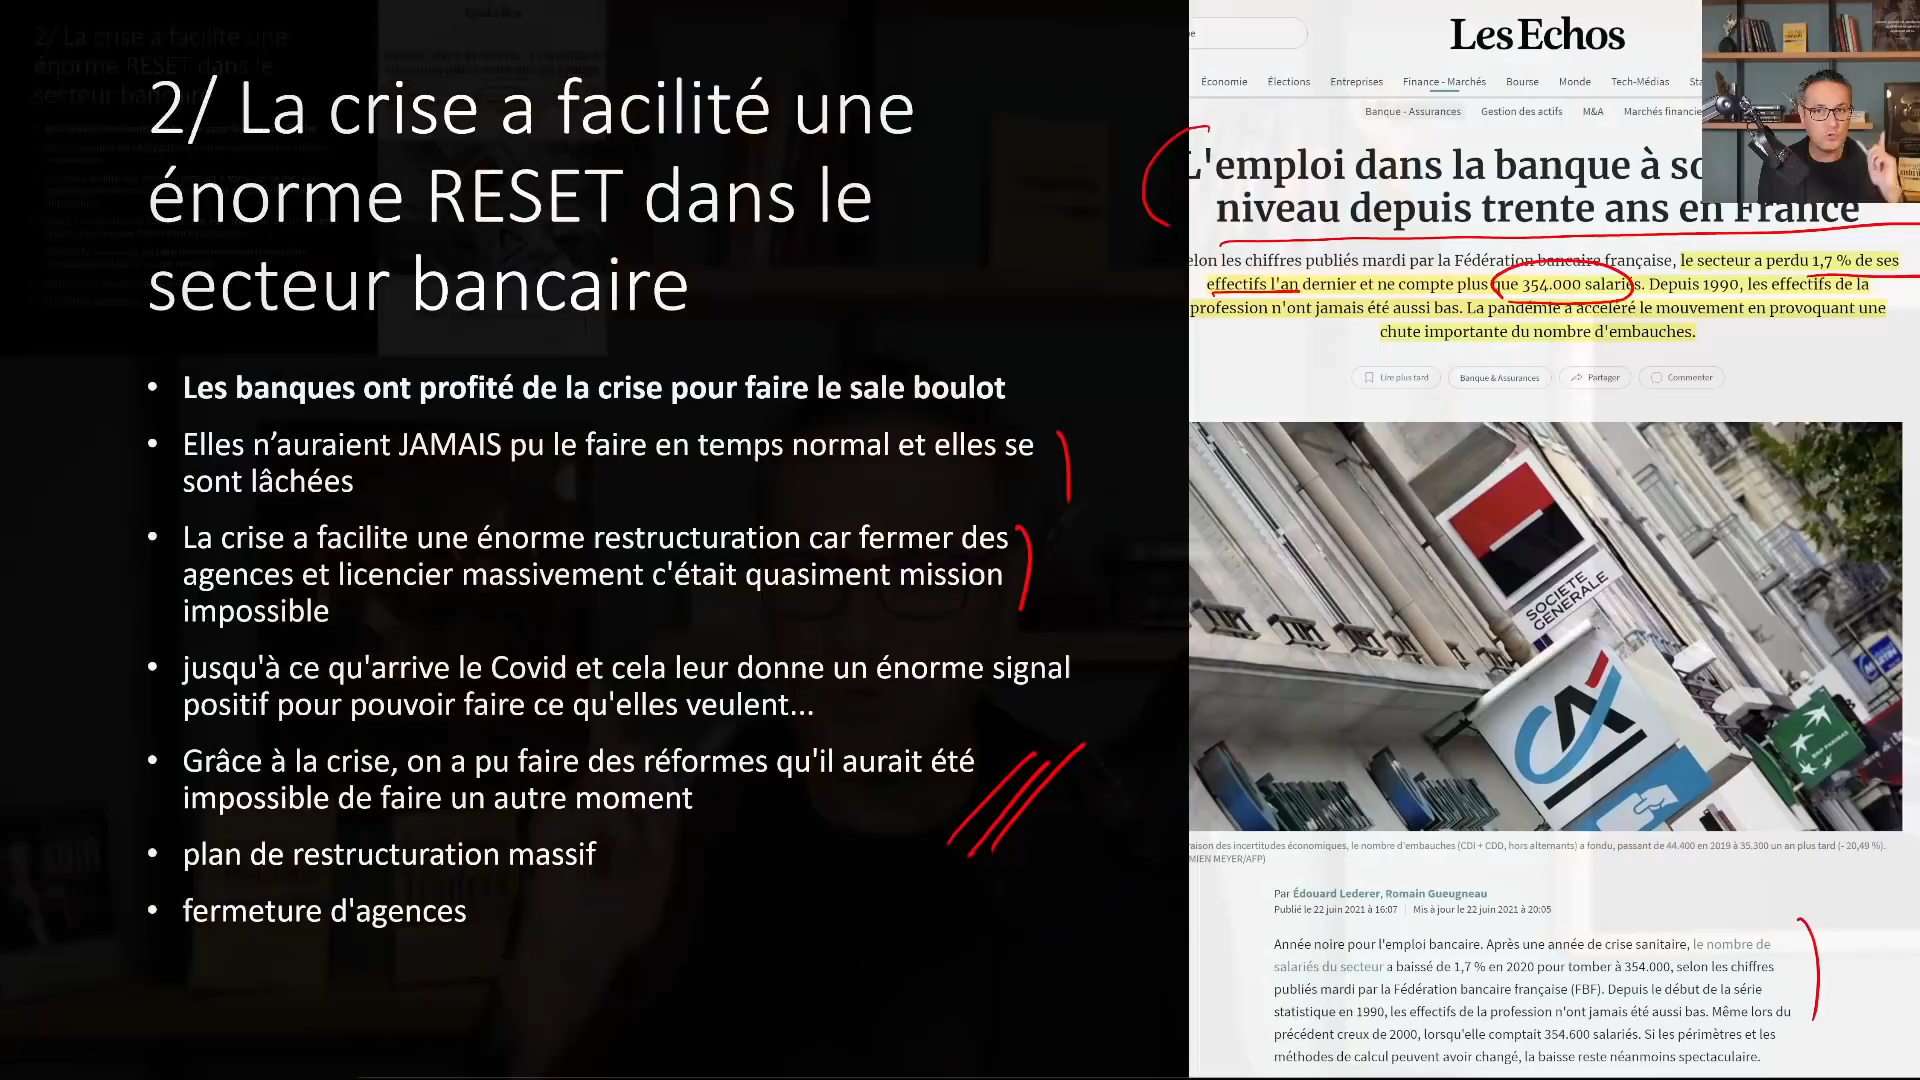 2/ La crise a facilité une
énorme RESET dans le
secteur bancaire
• Les banques ont profité de la crise pour faire le sale boulot
• Elles n’auraient JAMAIS pu le faire en temps normal et elles se
sont lâchées
• La crise a facilite une énorme restructuration car fermer des
agences et licencier massivement c'était quasiment mission
impossible
• jusqu'à ce qu'arrive le Covid et cela leur donne un énorme signal
positif pour pouvoir faire ce qu'elles veulent...
• Grâce à la crise, on a pu faire des réformes qu'il aurait été
impossible de faire un autre moment
• plan de restructuration massif
• fermeture d'agences
Les Echos
Économie Élections Entreprises Finance - Marchés Bourse Monde Tech-Médias
Banque - Assurances Gestion des actifs M&A Marchés financie
L'emploi dans la banque à so
niveau depuis trente ans en France
elon les chiffres publiés mardi par la Fédération bancaire française, le secteur a perdu 1,7 % de ses
effectifs l'an dernier et ne compte plus que 354.000 salariés. Depuis 1990, les effectifs de la
profession n'ont jamais été aussi bas. La pandémie a accéléré le mouvement en provoquant une
chute importante du nombre d'embauches.
Lire plus tard Banque & Assurances Partager Commenter
SOCIETE
GENERALE
BNP PARIBAS
raison des incertitudes économiques, le nombre d'embauches (CDI + CDD, hors alternants) a fondu, passant de 44.400 en 2019 à 35.300 un an plus tard (- 20,49 %).
MIEN MEYER/AFP)
Par Édouard Lederer, Romain Gueugneau
Publié le 22 juin 2021 à 16:07 Mis à jour le 22 juin 2021 à 20:05
Année noire pour l'emploi bancaire. Après une année de crise sanitaire, le nombre de
salariés du secteur a baissé de 1,7 % en 2020 pour tomber à 354.000, selon les chiffres
publiés mardi par la Fédération bancaire française (FBF). Depuis le début de la série
statistique en 1990, les effectifs de la profession n'ont jamais été aussi bas. Même lors du
précédent creux de 2000, lorsqu'elle comptait 354.600 salariés. Si les périmètres et les
méthodes de calcul peuvent avoir changé, la baisse reste néanmoins spectaculaire.